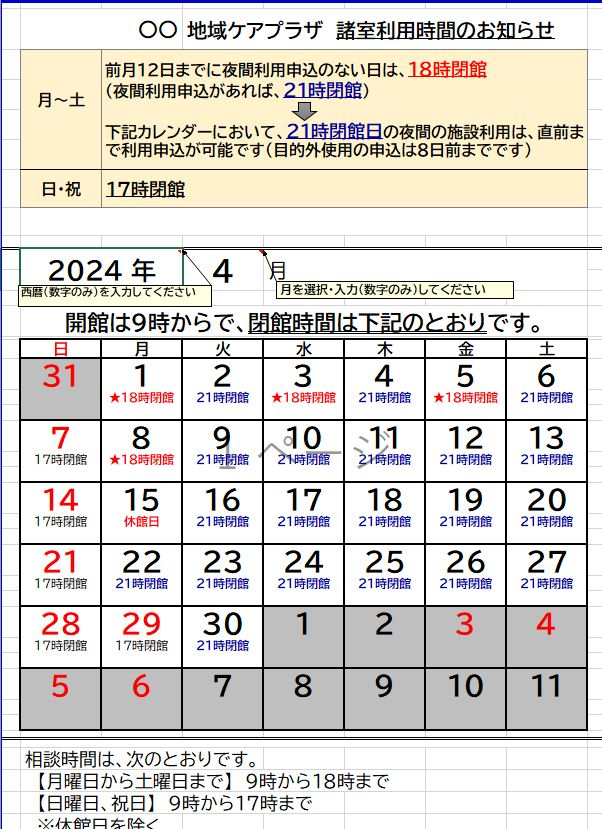 〇〇 地域ケアプラザ 諸室利用時間のお知らせ
月～土
前月12日までに夜間利用申込のない日は、18時閉館
(夜間利用申込があれば、21時閉館)
下記カレンダーにおいて、21時閉館日の夜間の施設利用は、直前ま
で利用申込が可能です(目的外使用の申込は8日前までです)
日・祝 17時閉館
2024 年 4 月
西暦(数字のみ)を入力してください 月を選択・入力(数字のみ)してください
開館は9時からで、閉館時間は下記のとおりです。
日 月 火 水 木 金 土
31 1 2 3 4 5 6
★18時閉館 21時閉館 ★18時閉館 21時閉館 ★18時閉館 21時閉館
7 8 9 10 11 12 13
17時閉館 ★18時閉館 21時閉館 21時閉館 21時閉館 21時閉館 21時閉館
1 ページ
14 15 16 17 18 19 20
17時閉館 休館日 21時閉館 21時閉館 21時閉館 21時閉館 21時閉館
21 22 23 24 25 26 27
17時閉館 21時閉館 21時閉館 21時閉館 21時閉館 21時閉館 21時閉館
28 29 30 1 2 3 4
17時閉館 17時閉館 21時閉館
5 6 7 8 9 10 11
相談時間は、次のとおりです。
【月曜日から土曜日まで】 9時から18時まで
【日曜日、祝日】 9時から17時まで
※休館日を除く